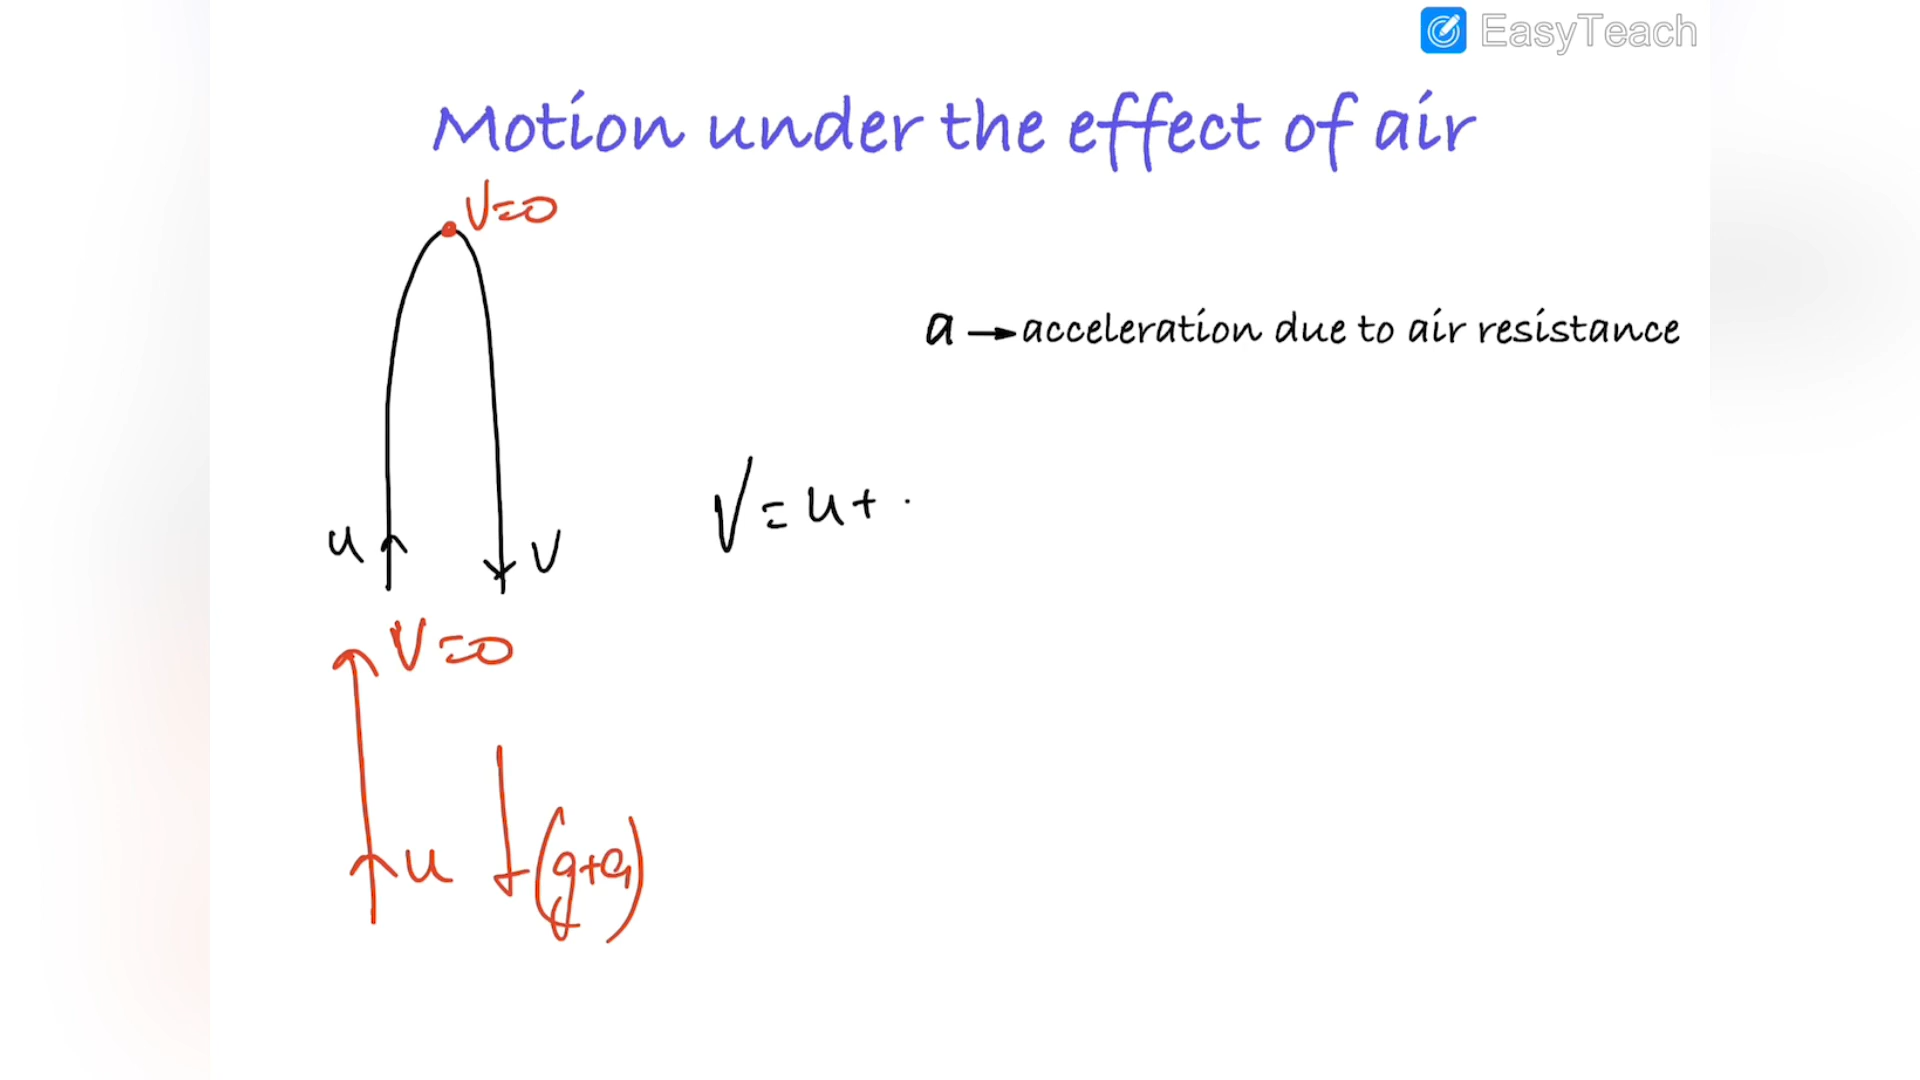 EasyTeach
Motion under the effect of air
V=0
a → acceleration due to air resistance
V = u + .
u
V
V=0
u
(g+a)